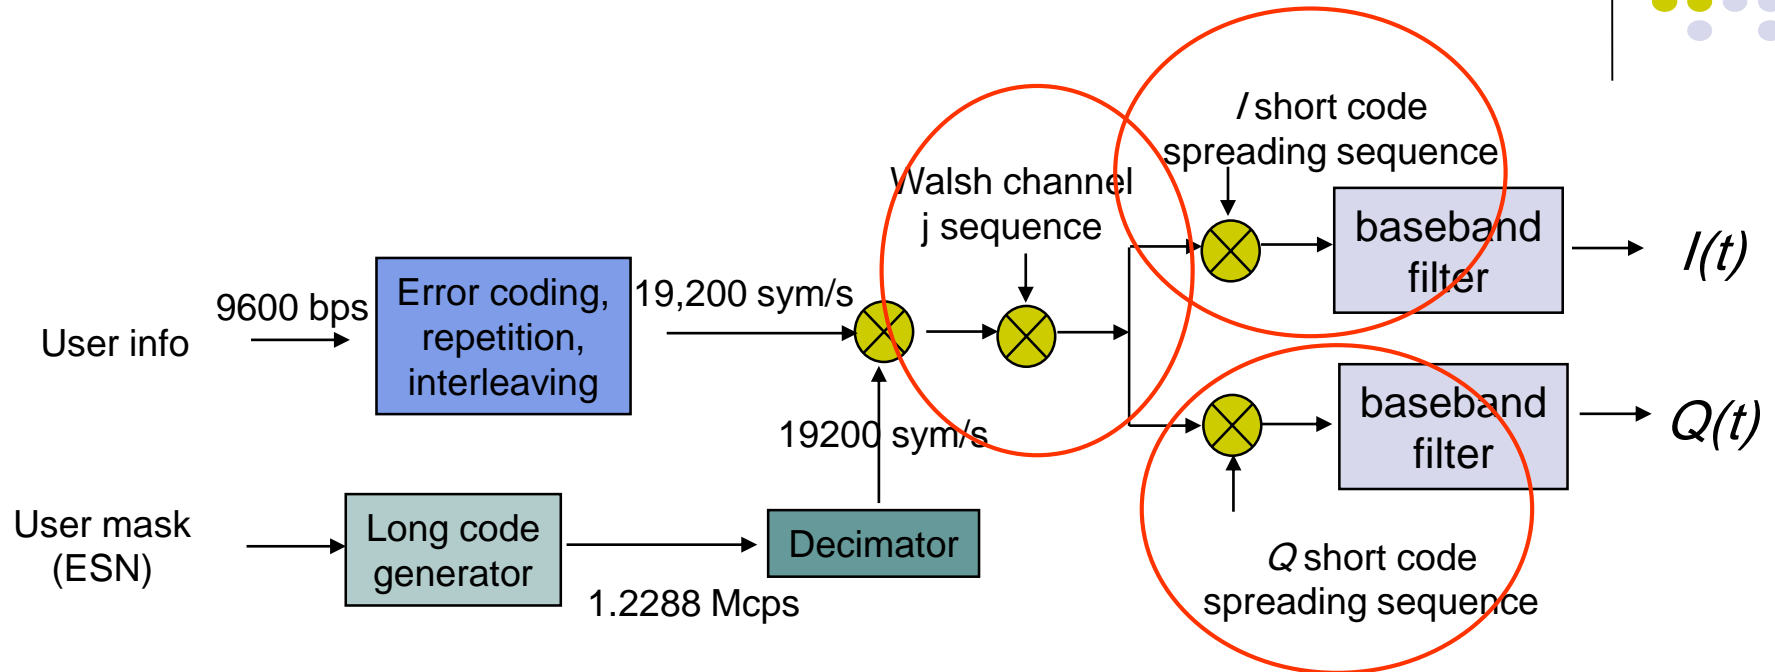 I short code
spreading sequence
Walsh channel
j sequence
baseband
filter
I(t)
User info
9600 bps
Error coding,
repetition,
interleaving
19,200 sym/s
baseband
filter
Q(t)
19200 sym/s
User mask
(ESN)
Long code
generator
1.2288 Mcps
Decimator
Q short code
spreading sequence